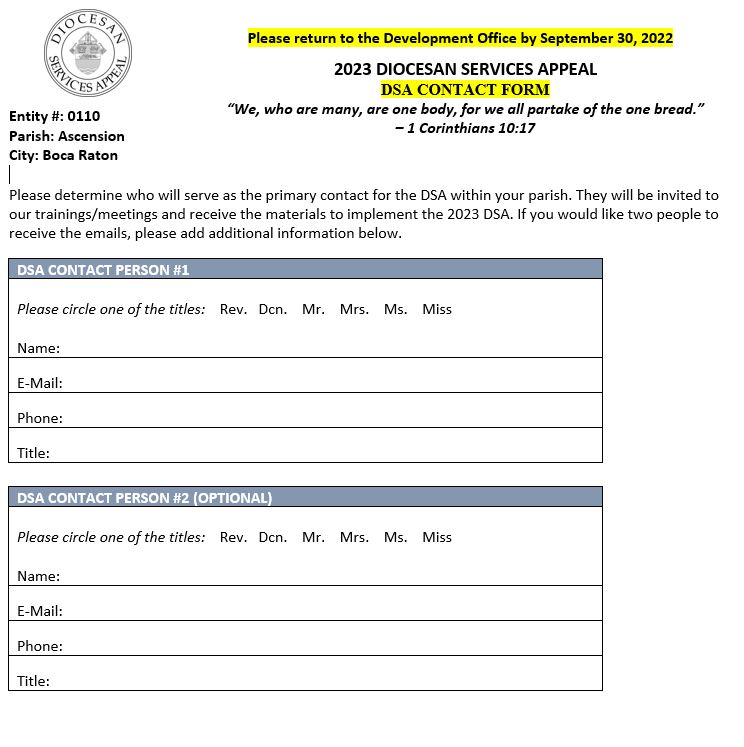 DIOCESAN
SERVICES APPEAL
Please return to the Development Office by September 30, 2022
2023 DIOCESAN SERVICES APPEAL
DSA CONTACT FORM
“We, who are many, are one body, for we all partake of the one bread.”
– 1 Corinthians 10:17
Entity #: 0110
Parish: Ascension
City: Boca Raton
Please determine who will serve as the primary contact for the DSA within your parish. They will be invited to
our trainings/meetings and receive the materials to implement the 2023 DSA. If you would like two people to
receive the emails, please add additional information below.
DSA CONTACT PERSON #1
Please circle one of the titles: Rev. Dcn. Mr. Mrs. Ms. Miss
Name:
E-Mail:
Phone:
Title:
DSA CONTACT PERSON #2 (OPTIONAL)
Please circle one of the titles: Rev. Dcn. Mr. Mrs. Ms. Miss
Name:
E-Mail:
Phone:
Title: